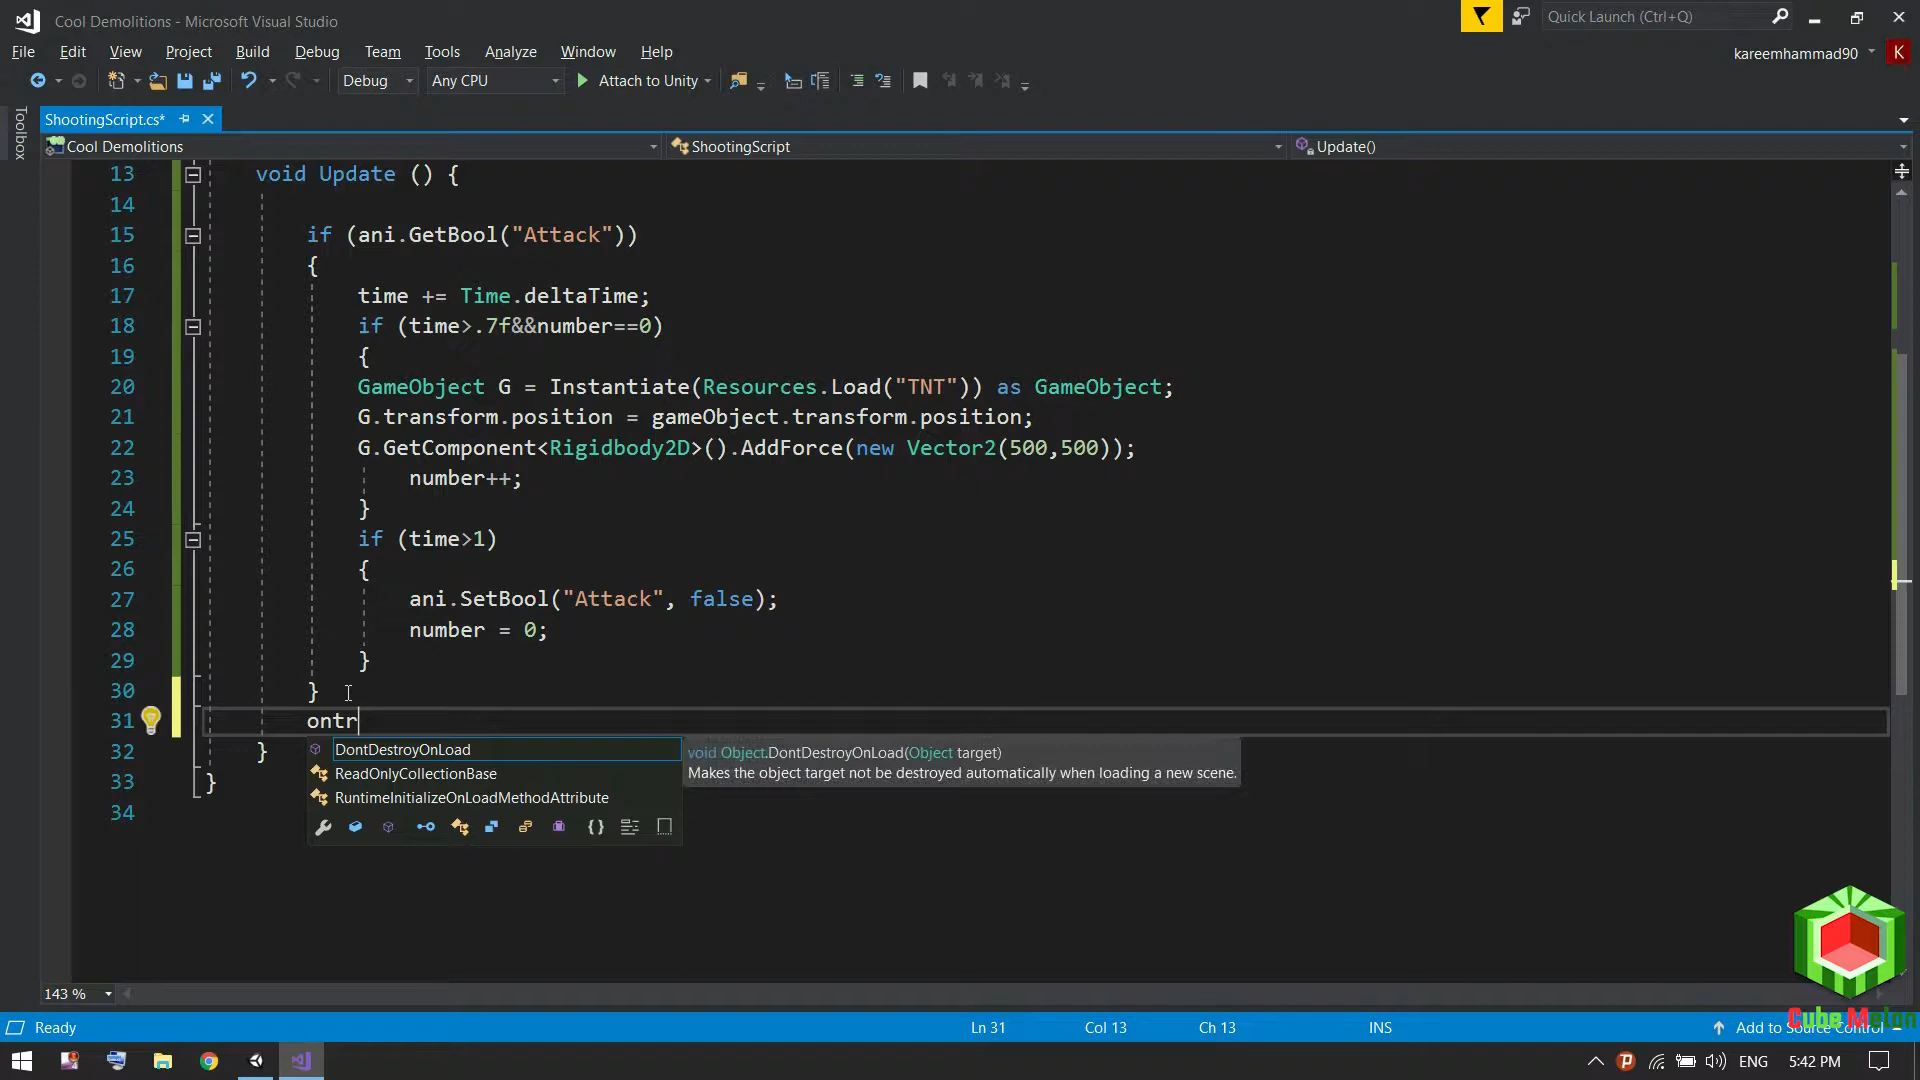 Cool Demolitions - Microsoft Visual Studio
Quick Launch (Ctrl+Q)
File Edit View Project Build Debug Team Tools Analyze Window Help
kareemhammad90 K
Debug Any CPU Attach to Unity
Toolbox
ShootingScript.cs*
Cool Demolitions ShootingScript Update()
13 void Update () {
14
15 if (ani.GetBool("Attack"))
16 {
17 time += Time.deltaTime;
18 if (time>.7f&&number==0)
19 {
20 GameObject G = Instantiate(Resources.Load("TNT")) as GameObject;
21 G.transform.position = gameObject.transform.position;
22 G.GetComponent<Rigidbody2D>().AddForce(new Vector2(500,500));
23 number++;
24 }
25 if (time>1)
26 {
27 ani.SetBool("Attack", false);
28 number = 0;
29 }
30 }
31 ontr
32 }
33 }
34
DontDestroyOnLoad
ReadOnlyCollectionBase
RuntimeInitializeOnLoadMethodAttribute
void Object.DontDestroyOnLoad(Object target)
Makes the object target not be destroyed automatically when loading a new scene.
143 %
Cube Melon
Ready Ln 31 Col 13 Ch 13 INS Add to Source Control
ENG 5:42 PM